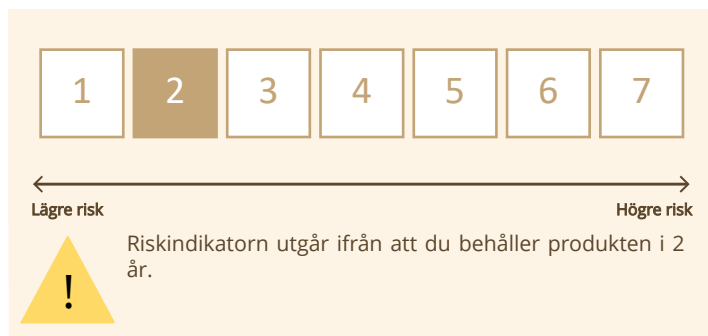 1 2 3 4 5 6 7
Lägre risk Högre risk
Riskindikatorn utgår ifrån att du behåller produkten i 2
år.
!